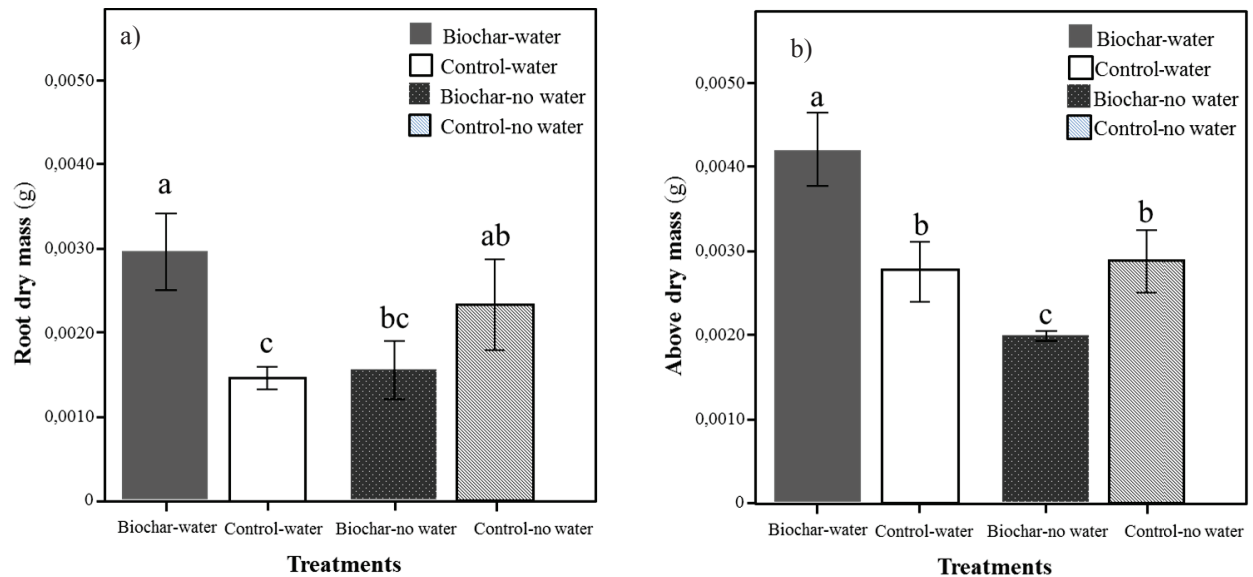 a)
Biochar-water
Control-water
Biochar-no water
Control-no water
0,0050
0,0040
0,0030
0,0020
0,0010
0
Root dry mass (g)
a
c
bc
ab
Biochar-water Control-water Biochar-no water Control-no water
Treatments
b)
Biochar-water
Control-water
Biochar-no water
Control-no water
0,0050
0,0040
0,0030
0,0020
0,0010
0
Above dry mass (g)
a
b
c
b
Biochar-water Control-water Biochar-no water Control-no water
Treatments